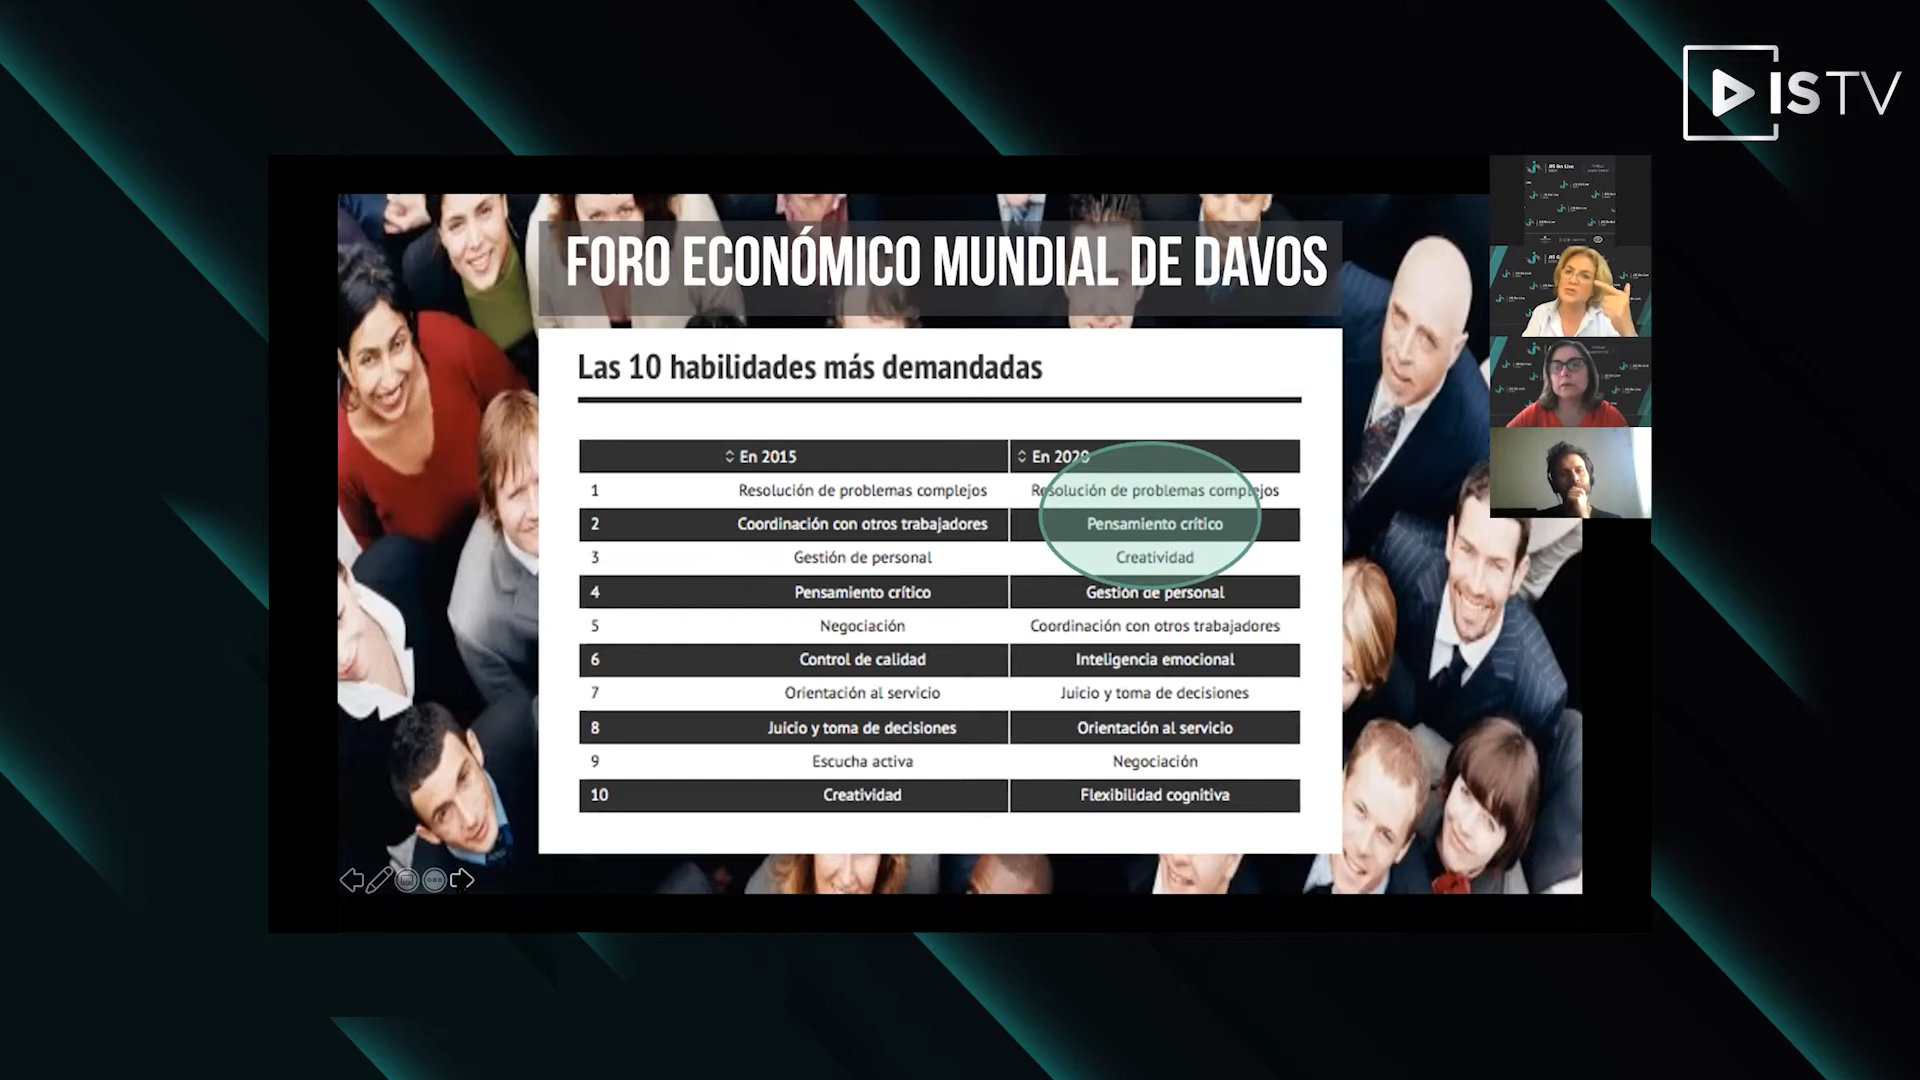 ISTV
FORO ECONÓMICO MUNDIAL DE DAVOS
Las 10 habilidades más demandadas
En 2015 En 2020
1 Resolución de problemas complejos Resolución de problemas complejos
2 Coordinación con otros trabajadores Pensamiento crítico
3 Gestión de personal Creatividad
4 Pensamiento crítico Gestión de personal
5 Negociación Coordinación con otros trabajadores
6 Control de calidad Inteligencia emocional
7 Orientación al servicio Juicio y toma de decisiones
8 Juicio y toma de decisiones Orientación al servicio
9 Escucha activa Negociación
10 Creatividad Flexibilidad cognitiva